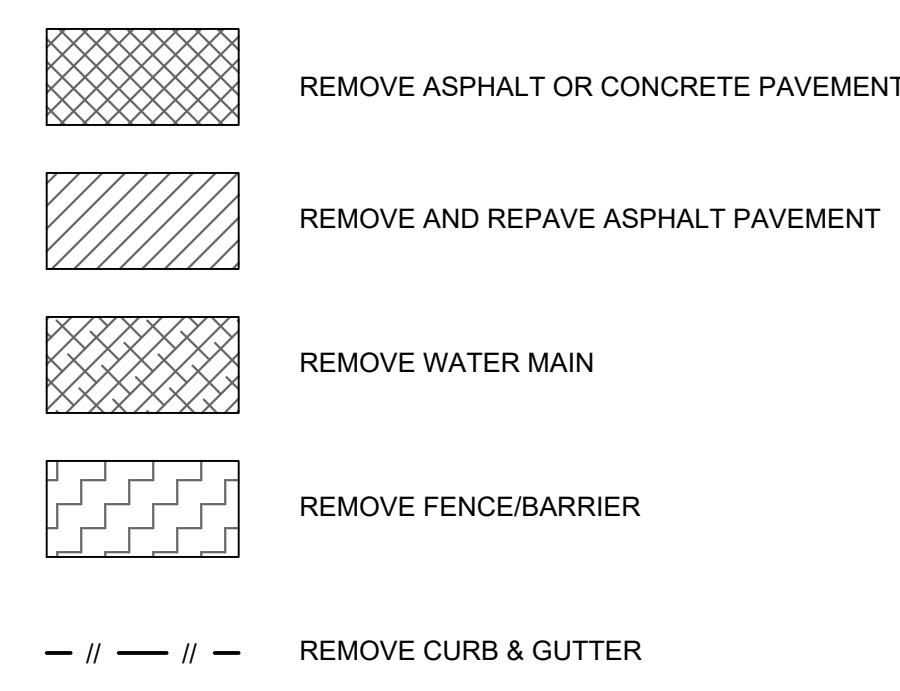 REMOVE ASPHALT OR CONCRETE PAVEMENT
REMOVE AND REPAVE ASPHALT PAVEMENT
REMOVE WATER MAIN
REMOVE FENCE/BARRIER
// //
REMOVE CURB & GUTTER